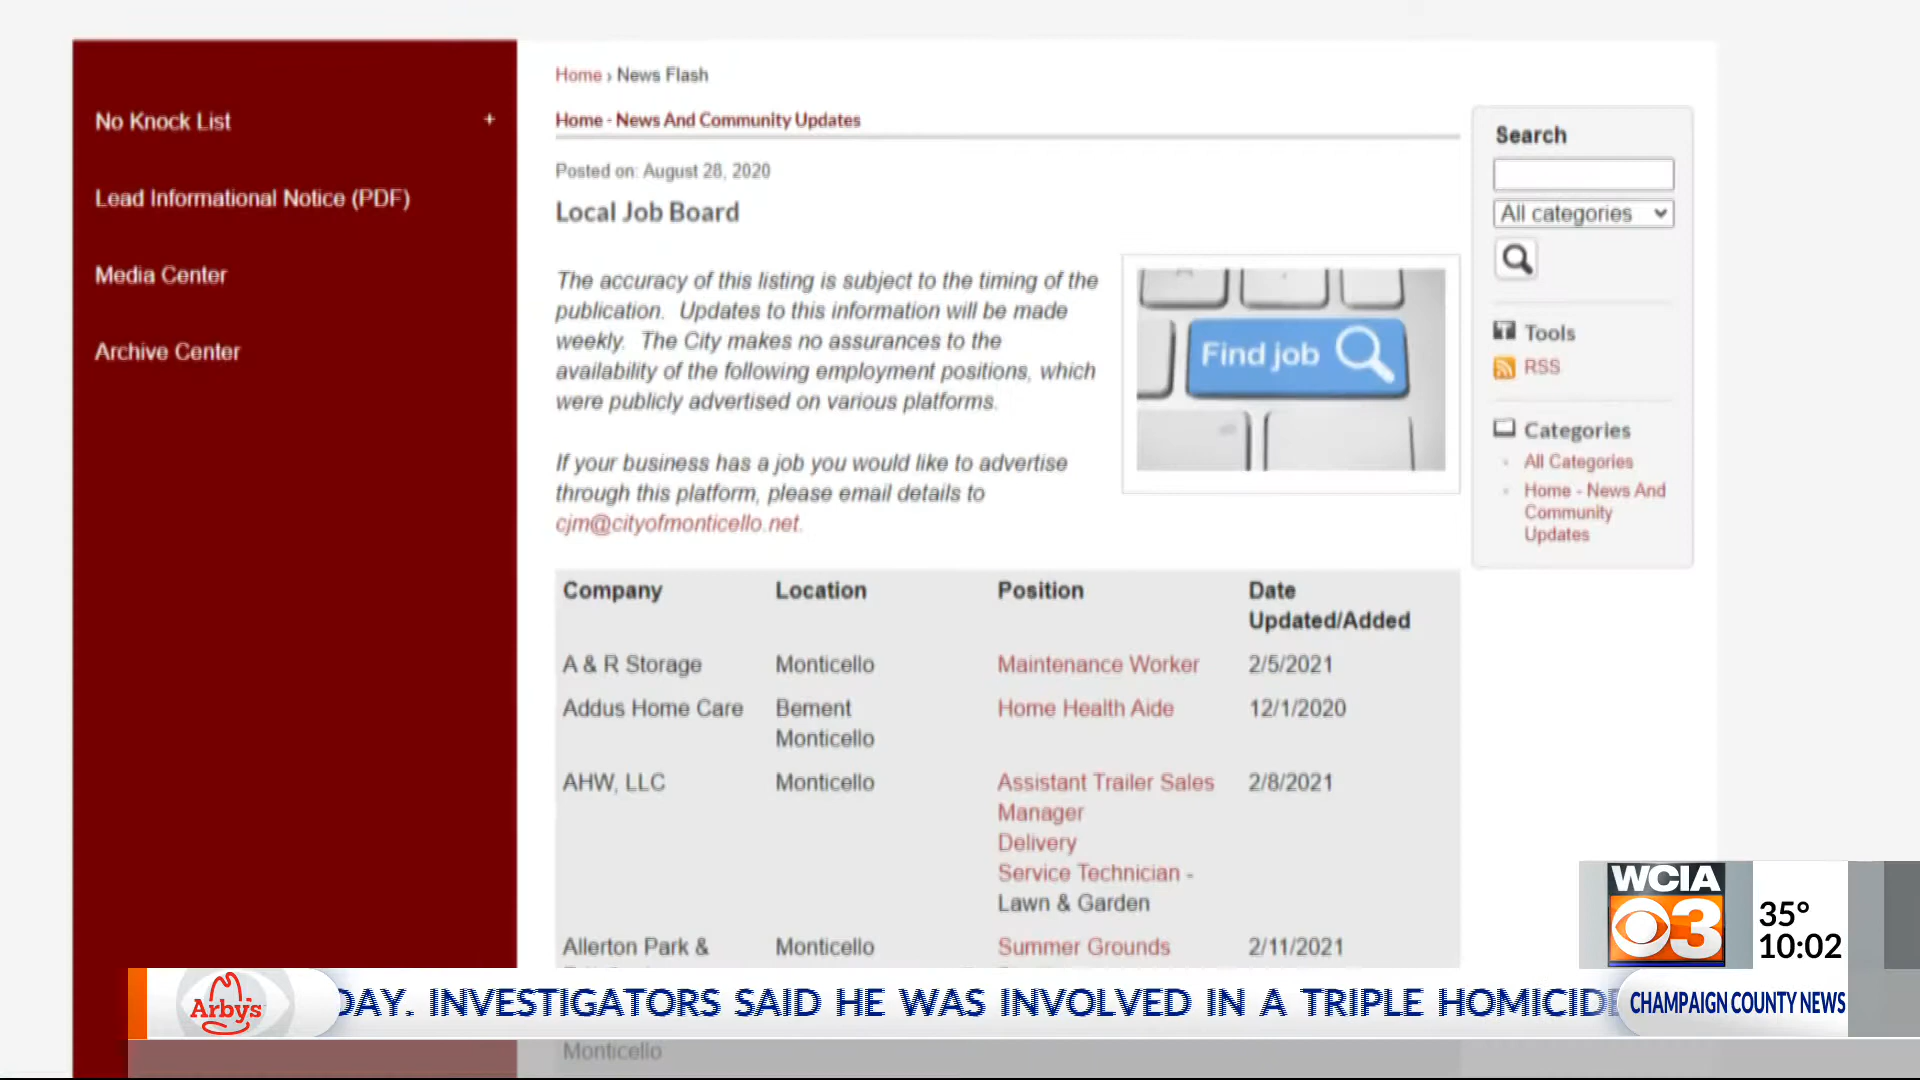 No Knock List +
Lead Informational Notice (PDF)
Media Center
Archive Center
Home › News Flash
Home - News And Community Updates
Posted on: August 28, 2020
Local Job Board
The accuracy of this listing is subject to the timing of the
publication. Updates to this information will be made
weekly. The City makes no assurances to the
availability of the following employment positions, which
were publicly advertised on various platforms.
If your business has a job you would like to advertise
through this platform, please email details to
cjm@cityofmonticello.net.
Find job
Search
All categories
Tools
RSS
Categories
All Categories
Home - News And
Community
Updates
Company Location Position Date
Updated/Added
A & R Storage Monticello Maintenance Worker 2/5/2021
Addus Home Care Bement Home Health Aide 12/1/2020
Monticello
AHW, LLC Monticello Assistant Trailer Sales 2/8/2021
Manager
Delivery
Service Technician -
Lawn & Garden
Allerton Park & Monticello Summer Grounds 2/11/2021
WCIA
3
35°
10:02
Arby's
DAY. INVESTIGATORS SAID HE WAS INVOLVED IN A TRIPLE HOMICIDE
CHAMPAIGN COUNTY NEWS
Monticello